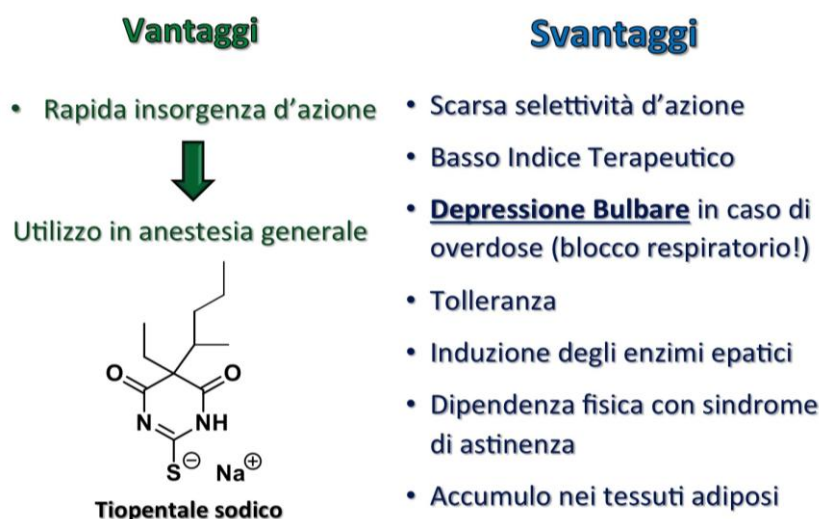 Vantaggi
• Rapida insorgenza d'azione
Utilizzo in anestesia generale
O
O
N
NH
S⊖ Na⊕
Tiopentale sodico
Svantaggi
• Scarsa selettività d'azione
• Basso Indice Terapeutico
• Depressione Bulbare in caso di
overdose (blocco respiratorio!)
• Tolleranza
• Induzione degli enzimi epatici
• Dipendenza fisica con sindrome
di astinenza
• Accumulo nei tessuti adiposi